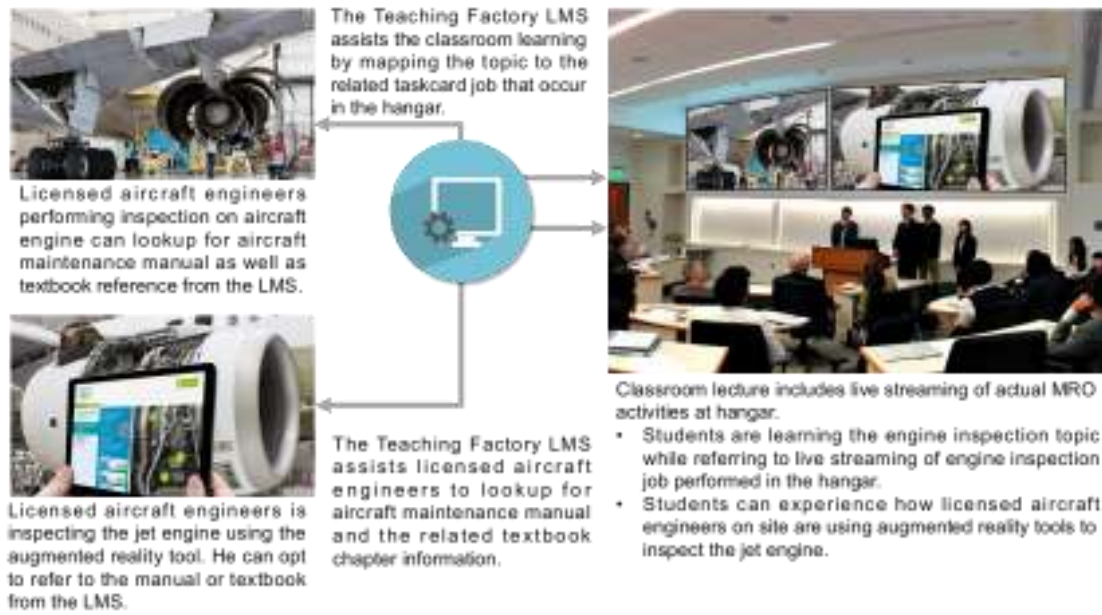 The Teaching Factory LMS
assists the classroom learning
by mapping the topic to the
related taskcard job that occur
in the hangar.
Licensed aircraft engineers
performing inspection on aircraft
engine can lookup for aircraft
maintenance manual as well as
textbook reference from the LMS.
Licensed aircraft engineers is
inspecting the jet engine using the
augmented reality tool. He can opt
to refer to the manual or textbook
from the LMS.
The Teaching Factory LMS
assists licensed aircraft
engineers to lookup for
aircraft maintenance manual
and the related textbook
chapter information.
Classroom lecture includes live streaming of actual MRO
activities at hangar.
• Students are learning the engine inspection topic
while referring to live streaming of engine inspection
job performed in the hangar.
• Students can experience how licensed aircraft
engineers on site are using augmented reality tools to
inspect the jet engine.